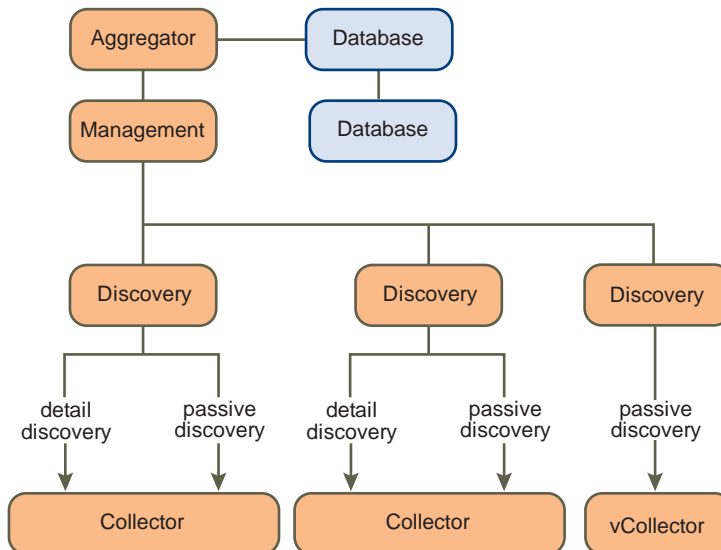 Aggregator
Database
Management
Database
Discovery
Discovery
Discovery
detail
discovery
passive
discovery
detail
discovery
passive
discovery
passive
discovery
Collector
Collector
vCollector